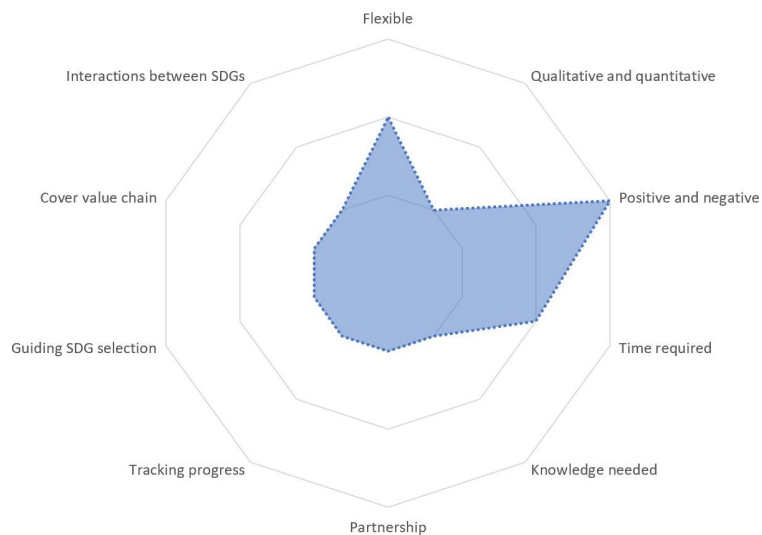 Flexible
Interactions between SDGs
Qualitative and quantitative
Cover value chain
Positive and negative
Guiding SDG selection
Time required
Tracking progress
Knowledge needed
Partnership